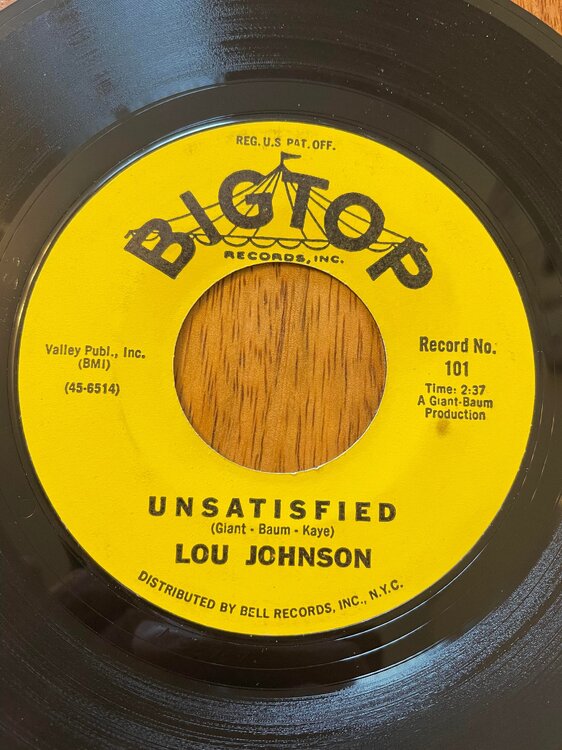 REG. U.S. PAT. OFF.
BIGTOP
RECORDS, INC.
Valley Publ., Inc.
(BMI)
(45-6514)
Record No.
101
Time: 2:37
A Giant-Baum
Production
UNSATISFIED
(Giant - Baum - Kaye)
LOU JOHNSON
DISTRIBUTED BY BELL RECORDS, INC., N.Y.C.